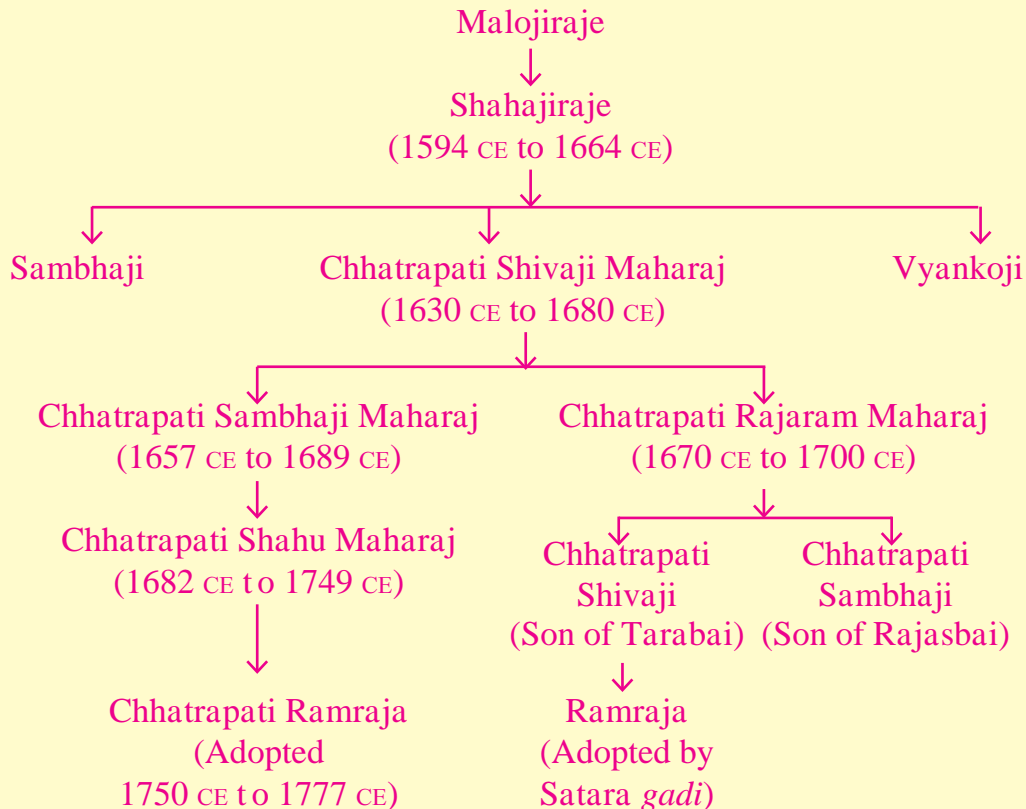 Malojiraje
Shahajiraje
(1594 CE to 1664 CE)
Sambhaji
Chhatrapati Shivaji Maharaj
(1630 CE to 1680 CE)
Vyankoji
Chhatrapati Sambhaji Maharaj
(1657 CE to 1689 CE)
Chhatrapati Rajaram Maharaj
(1670 CE to 1700 CE)
Chhatrapati Shahu Maharaj
(1682 CE to 1749 CE)
Chhatrapati
Shivaji
(Son of Tarabai)
Chhatrapati
Sambhaji
(Son of Rajasbai)
Chhatrapati Ramraja
(Adopted
1750 CE to 1777 CE)
Ramraja
(Adopted by
Satara gadi)